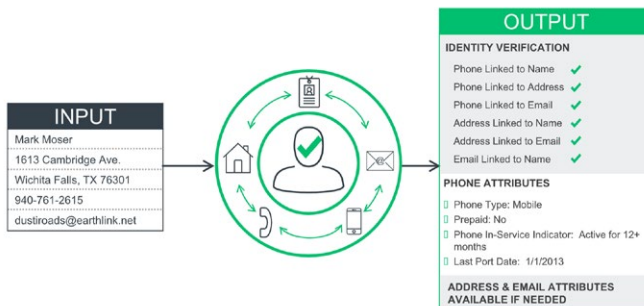 INPUT
Mark Moser
1613 Cambridge Ave.
Wichita Falls, TX 76301
940-761-2615
dustiroads@earthlink.net
OUTPUT
IDENTITY VERIFICATION
Phone Linked to Name
Phone Linked to Address
Phone Linked to Email
Address Linked to Name
Address Linked to Email
Email Linked to Name
PHONE ATTRIBUTES
Phone Type: Mobile
Prepaid: No
Phone In-Service Indicator: Active for 12+
months
Last Port Date: 1/1/2013
ADDRESS & EMAIL ATTRIBUTES
AVAILABLE IF NEEDED